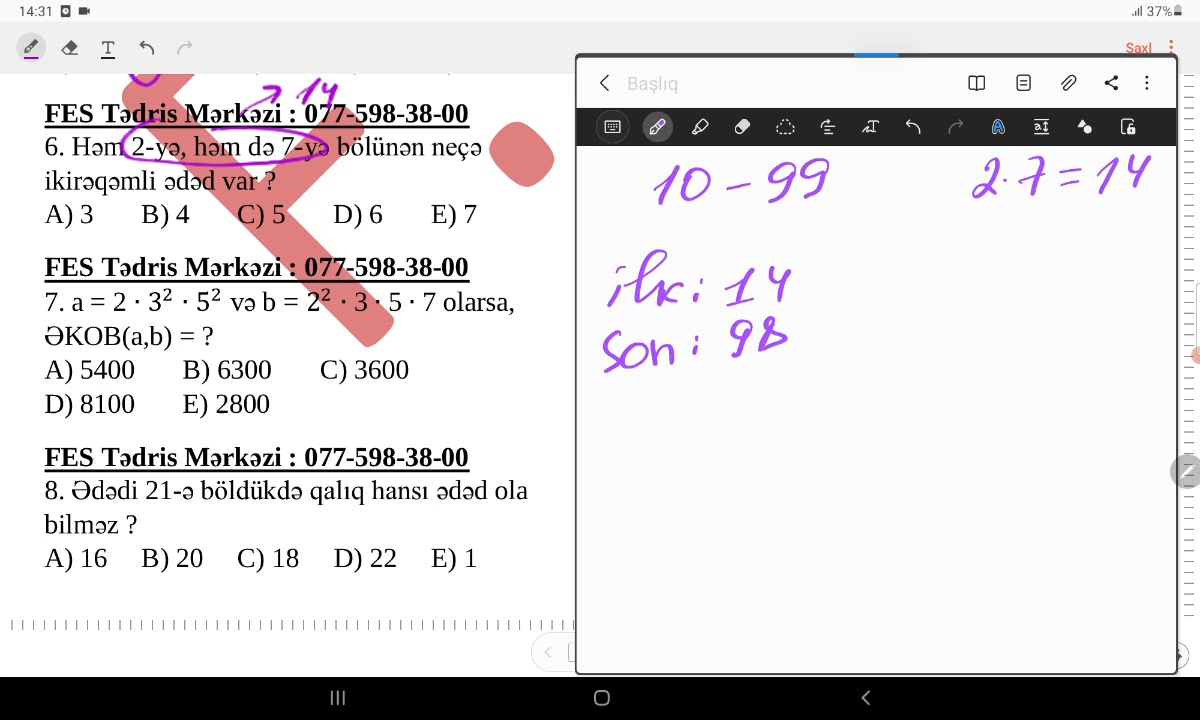 14:31
37%
Saxl
→ 14
FES Tədris Mərkəzi : 077-598-38-00
6. Həm 2-yə, həm də 7-yə bölünən neçə
ikirəqəmli ədəd var ?
A) 3 B) 4 C) 5 D) 6 E) 7
FES Tədris Mərkəzi : 077-598-38-00
7. a = 2 · 3² · 5² və b = 2² · 3 · 5 · 7 olarsa,
ƏKOB(a,b) = ?
A) 5400 B) 6300 C) 3600
D) 8100 E) 2800
FES Tədris Mərkəzi : 077-598-38-00
8. Ədədi 21-ə böldükdə qalıq hansı ədəd ola
bilməz ?
A) 16 B) 20 C) 18 D) 22 E) 1
Başlıq
10 - 99 2·7=14
ilk: 14
son: 98